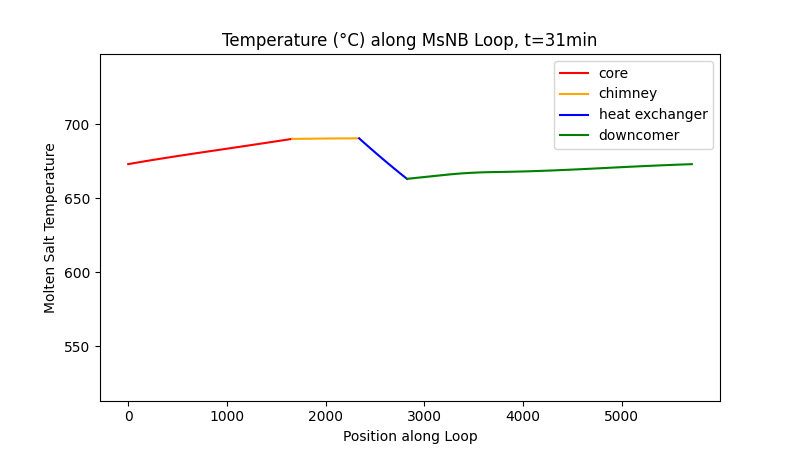 Temperature (°C) along MsNB Loop, t=31min
core
chimney
heat exchanger
downcomer
Molten Salt Temperature
700
650
600
550
0 1000 2000 3000 4000 5000
Position along Loop